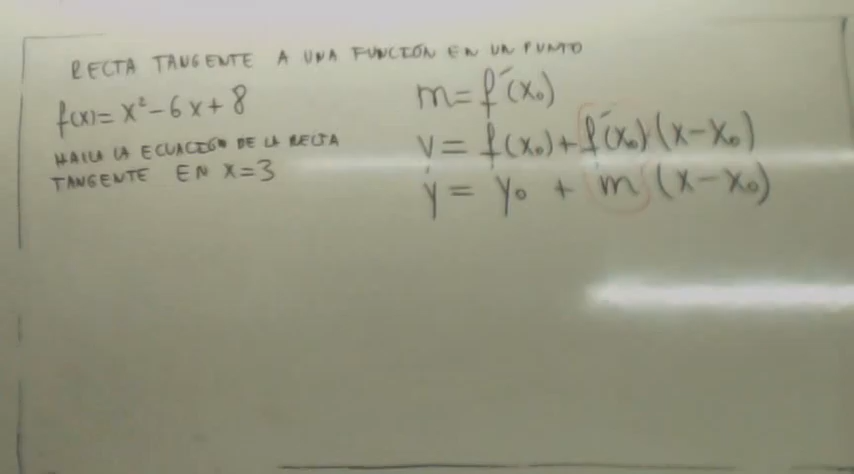 RECTA TANGENTE A UNA FUNCIÓN EN UN PUNTO
f(x)= x²-6x+8
HALLA LA ECUACIÓN DE LA RECTA
TANGENTE EN X=3
m= f´(x₀)
y= f(x₀)+f´(x₀)(x-x₀)
y= y₀ + m (x-x₀)